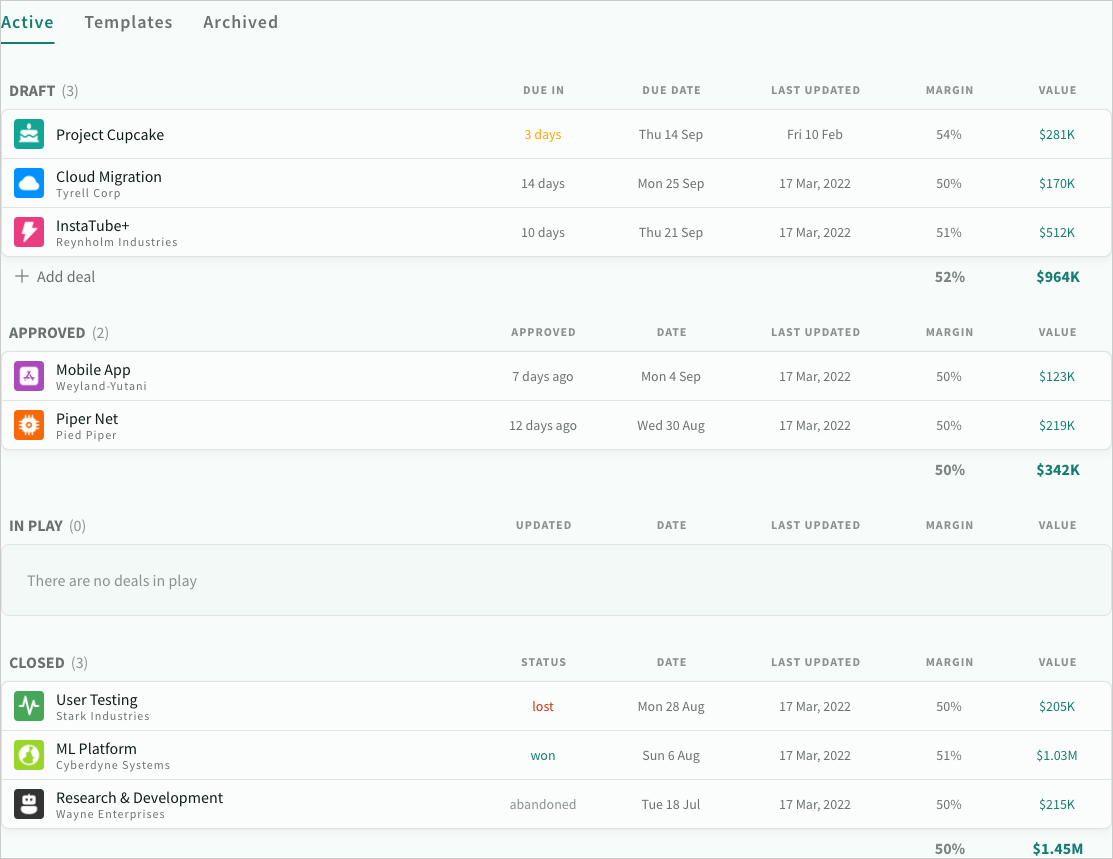 Active Templates Archived
DRAFT (3) DUE IN DUE DATE LAST UPDATED MARGIN VALUE
Project Cupcake 3 days Thu 14 Sep Fri 10 Feb 54% $281K
Cloud Migration
Tyrell Corp 14 days Mon 25 Sep 17 Mar, 2022 50% $170K
InstaTube+
Reynholm Industries 10 days Thu 21 Sep 17 Mar, 2022 51% $512K
Add deal 52% $964K
APPROVED (2) APPROVED DATE LAST UPDATED MARGIN VALUE
Mobile App
Weyland-Yutani 7 days ago Mon 4 Sep 17 Mar, 2022 50% $123K
Piper Net
Pied Piper 12 days ago Wed 30 Aug 17 Mar, 2022 50% $219K
50% $342K
IN PLAY (0) UPDATED DATE LAST UPDATED MARGIN VALUE
There are no deals in play
CLOSED (3) STATUS DATE LAST UPDATED MARGIN VALUE
User Testing
Stark Industries lost Mon 28 Aug 17 Mar, 2022 50% $205K
ML Platform
Cyberdyne Systems won Sun 6 Aug 17 Mar, 2022 51% $1.03M
Research & Development
Wayne Enterprises abandoned Tue 18 Jul 17 Mar, 2022 50% $215K
50% $1.45M